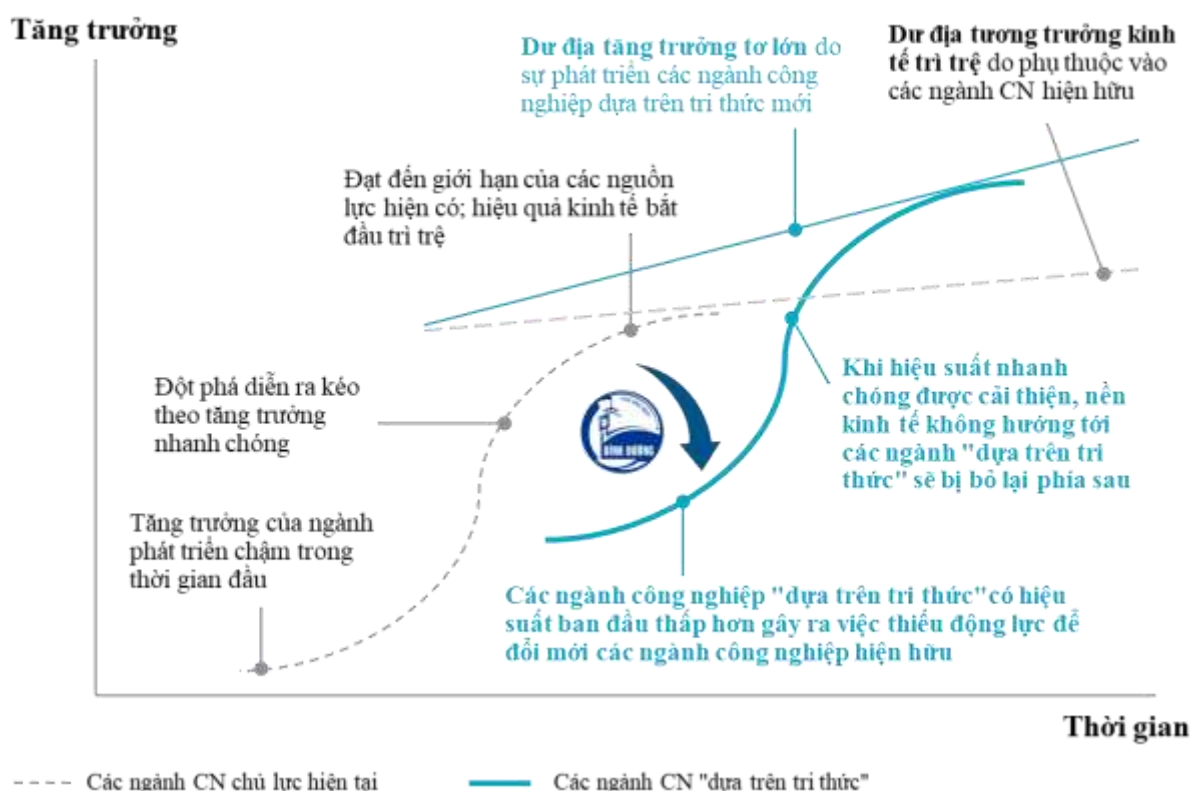 Tăng trưởng
Dư địa tăng trưởng tơ lớn do
sự phát triển các ngành công
nghiệp dựa trên tri thức mới
Dư địa tương trưởng kinh
tế trì trệ do phụ thuộc vào
các ngành CN hiện hữu
Đạt đến giới hạn của các nguồn
lực hiện có; hiệu quả kinh tế bắt
đầu trì trệ
Đột phá diễn ra kéo
theo tăng trưởng
nhanh chóng
BÌNH DƯƠNG
Khi hiệu suất nhanh
chóng được cải thiện, nền
kinh tế không hướng tới
các ngành "dựa trên tri
thức" sẽ bị bỏ lại phía sau
Tăng trưởng của ngành
phát triển chậm trong
thời gian đầu
Các ngành công nghiệp "dựa trên tri thức"có hiệu
suất ban đầu thấp hơn gây ra việc thiếu động lực để
đổi mới các ngành công nghiệp hiện hữu
Thời gian
Các ngành CN chủ lực hiện tại
Các ngành CN "dựa trên tri thức"